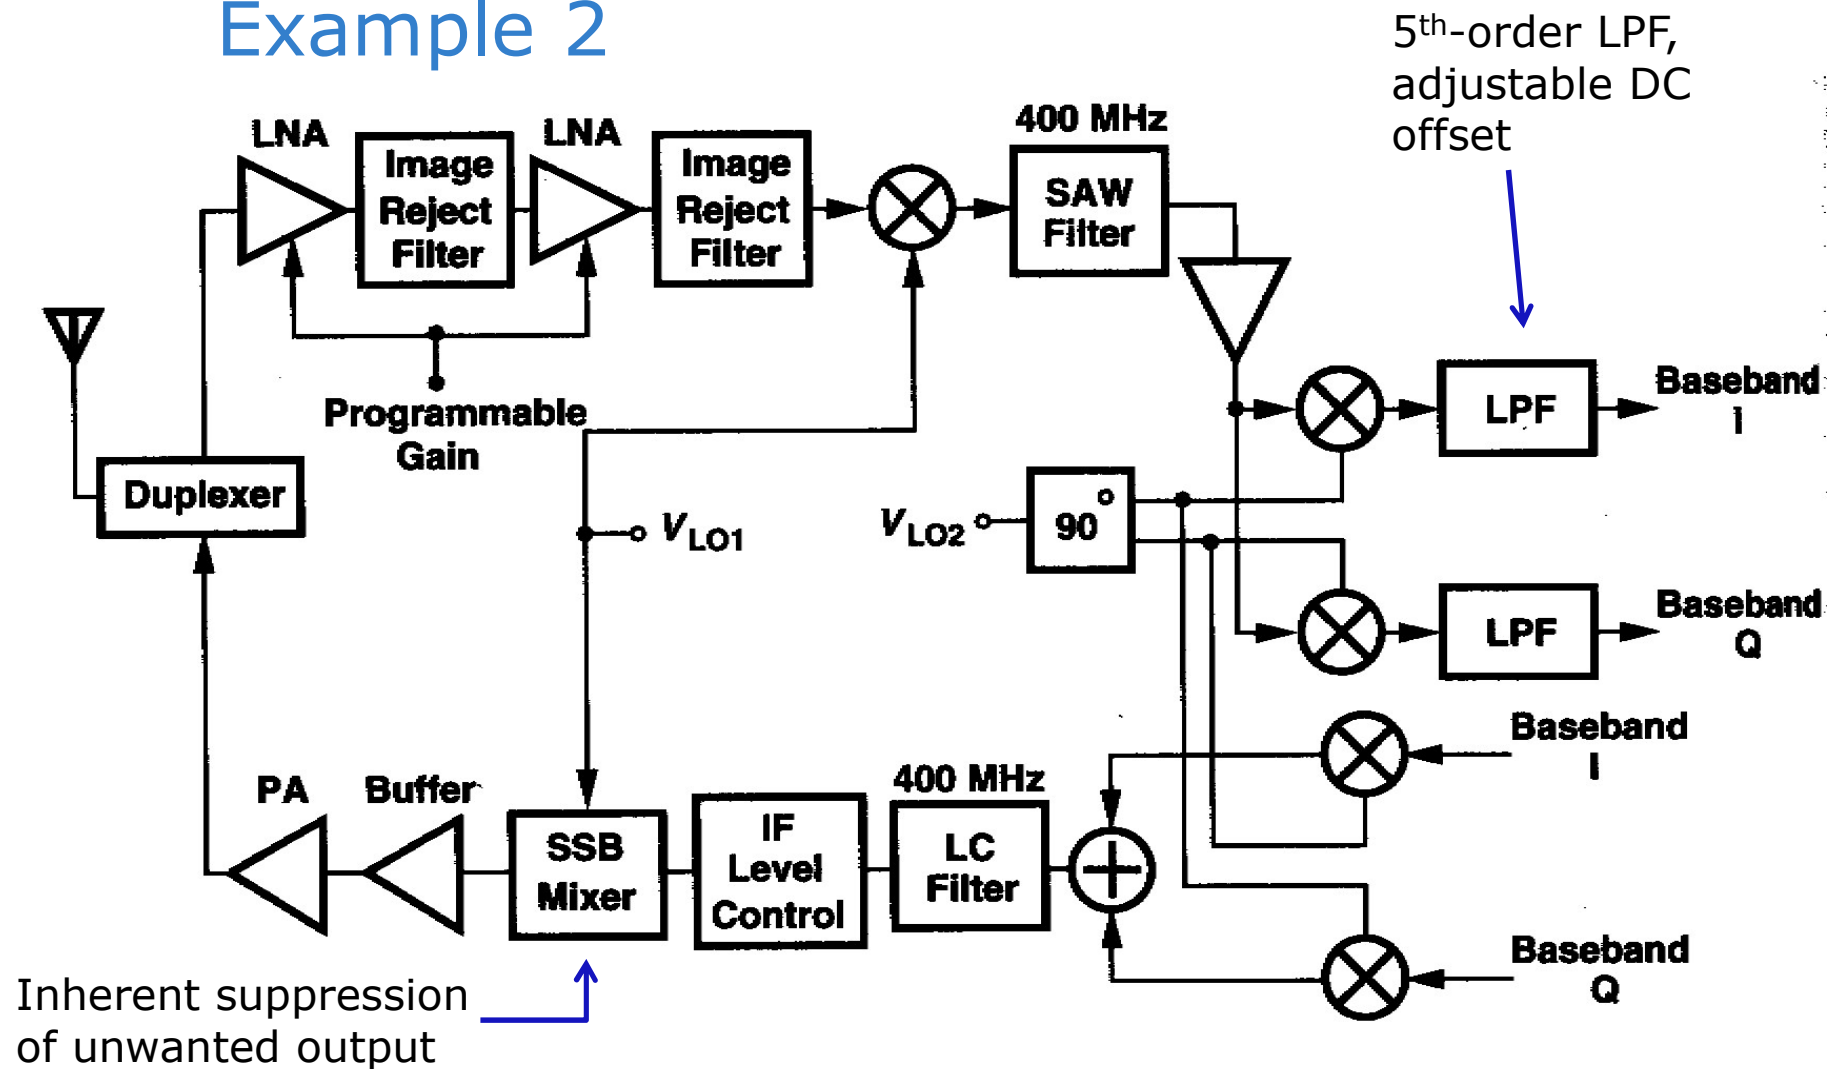 Example 2
5th-order LPF,
adjustable DC
offset
LNA
Image
Reject
Filter
LNA
Image
Reject
Filter
400 MHz
SAW
Filter
Programmable
Gain
Duplexer
VLO1
VLO2
90°
LPF
Baseband
I
LPF
Baseband
Q
Baseband
I
Baseband
Q
400 MHz
LC
Filter
IF
Level
Control
SSB
Mixer
Buffer
PA
Inherent suppression
of unwanted output